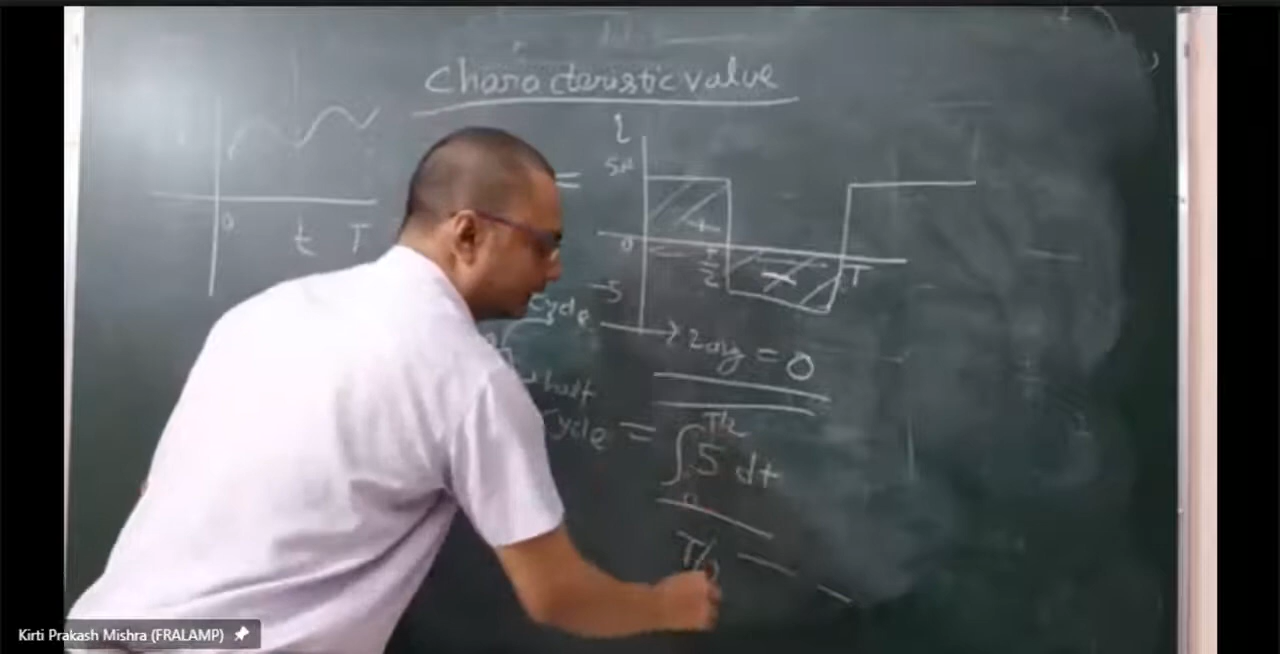 Characteristic value
i
5A
0
t T
=
0
T/2
T
-5
cycle
i avg = 0
half
cycle = ∫ 5 dt
T/2
0
T/2
Kirti Prakash Mishra (FRALAMP)